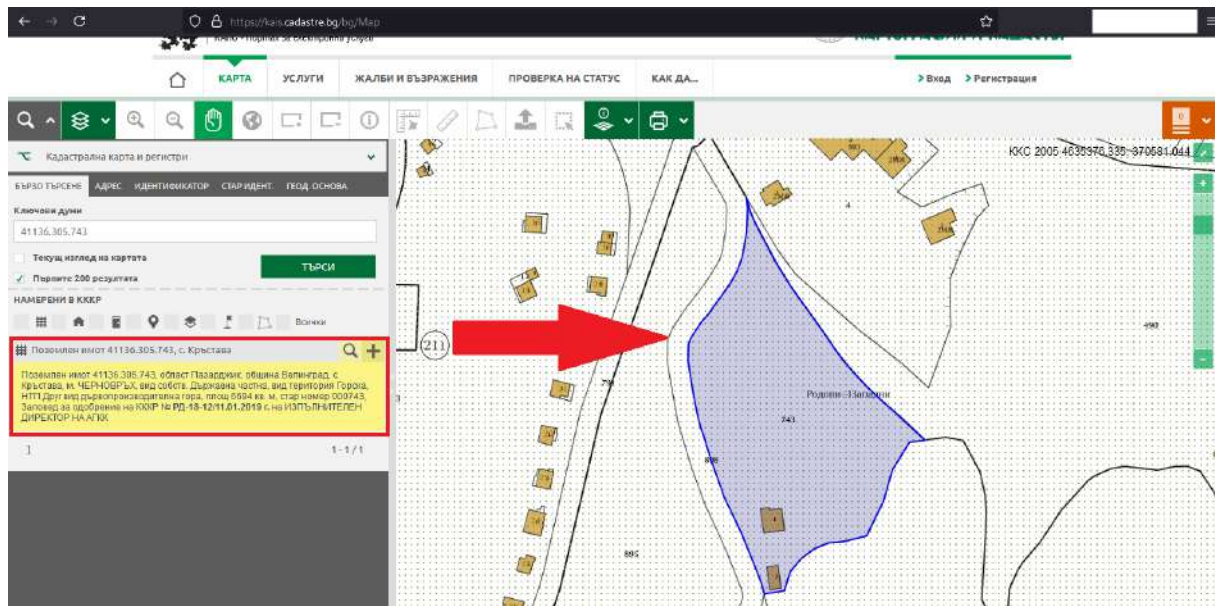 https://kais.cadastre.bg/bg/Map
КАРТА
УСЛУГИ
ЖАЛБИ И ВЪЗРАЖЕНИЯ
ПРОВЕРКА НА СТАТУС
КАК ДА...
Вход
Регистрация
Кадастрална карта и регистри
БЪРЗО ТЪРСЕНЕ АДРЕС ИДЕНТИФИКАТОР СТАР ИДЕНТ. ГЕОД. ОСНОВА
Ключови думи
41136.305.743
Текущ изглед на картата
Първите 200 резултата
ТЪРСИ
НАМЕРЕНИ В КККР
Всички
Поземлен имот 41136.305.743, с. Кръстава
Поземлен имот 41136.305.743, област Пазарджик, община Велинград, с.
Кръстава, м. ЧЕРНОВРЪХ, вид собств. Държавна частна, вид територия Горска,
НТП Друг вид дървопроизводителна гора, площ 6694 кв. м, стар номер 000743,
Заповед за одобрение на КККР № РД-18-12/11.01.2019 г. на ИЗПЪЛНИТЕЛЕН
ДИРЕКТОР НА АГКК
1
1 - 1 / 1
ККС 2005 4635376.335, 370581.044
4
490
(211)
743
895